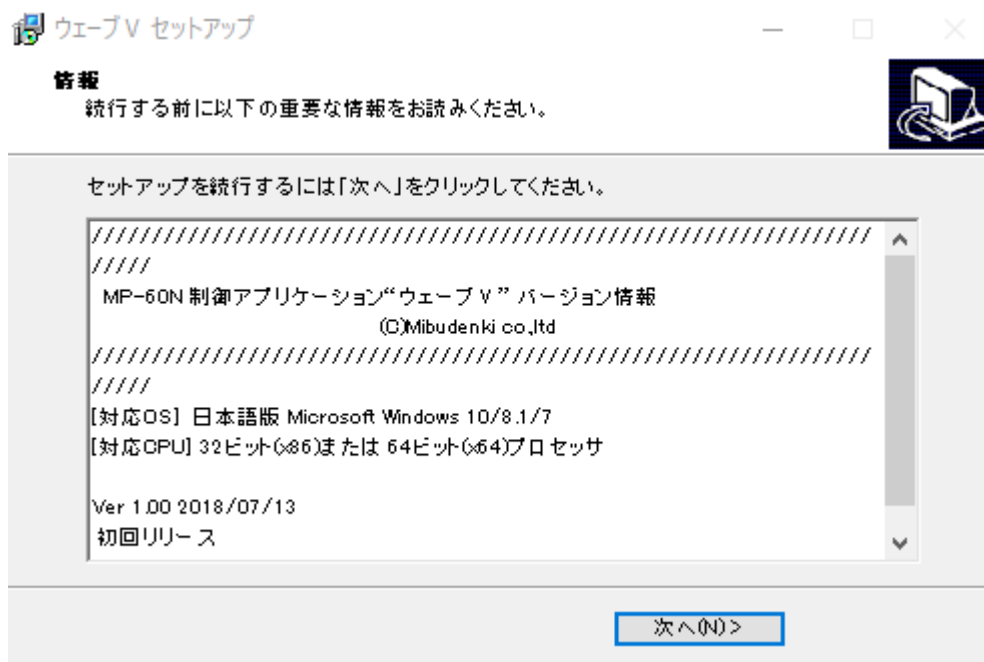 ウェーブV セットアップ
情報
続行する前に以下の重要な情報をお読みください。
セットアップを続行するには「次へ」をクリックしてください。
////////////////////////////////////////////////////////////////
/////
MP-60N 制御アプリケーション“ウェーブV” バージョン情報
(C)Mibudenki co,ltd
////////////////////////////////////////////////////////////////
/////
[対応OS] 日本語版 Microsoft Windows 10/8.1/7
[対応CPU] 32ビット(x86)または 64ビット(x64)プロセッサ
Ver 1.00 2018/07/13
初回リリース
次へ(N) >